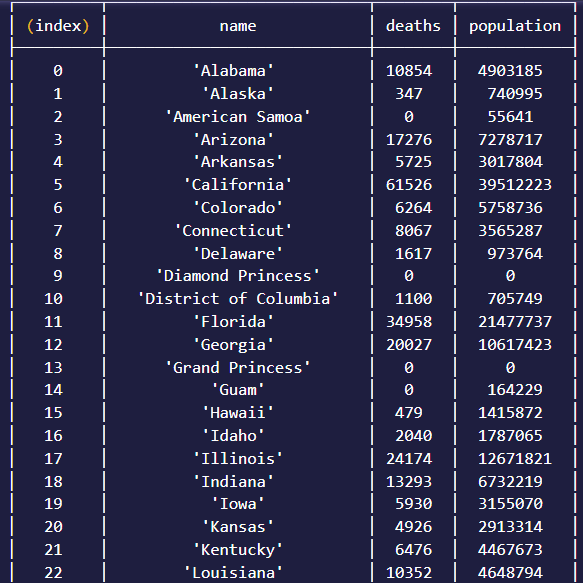 (index) name deaths population
0 'Alabama' 10854 4903185
1 'Alaska' 347 740995
2 'American Samoa' 0 55641
3 'Arizona' 17276 7278717
4 'Arkansas' 5725 3017804
5 'California' 61526 39512223
6 'Colorado' 6264 5758736
7 'Connecticut' 8067 3565287
8 'Delaware' 1617 973764
9 'Diamond Princess' 0 0
10 'District of Columbia' 1100 705749
11 'Florida' 34958 21477737
12 'Georgia' 20027 10617423
13 'Grand Princess' 0 0
14 'Guam' 0 164229
15 'Hawaii' 479 1415872
16 'Idaho' 2040 1787065
17 'Illinois' 24174 12671821
18 'Indiana' 13293 6732219
19 'Iowa' 5930 3155070
20 'Kansas' 4926 2913314
21 'Kentucky' 6476 4467673
22 'Louisiana' 10352 4648794